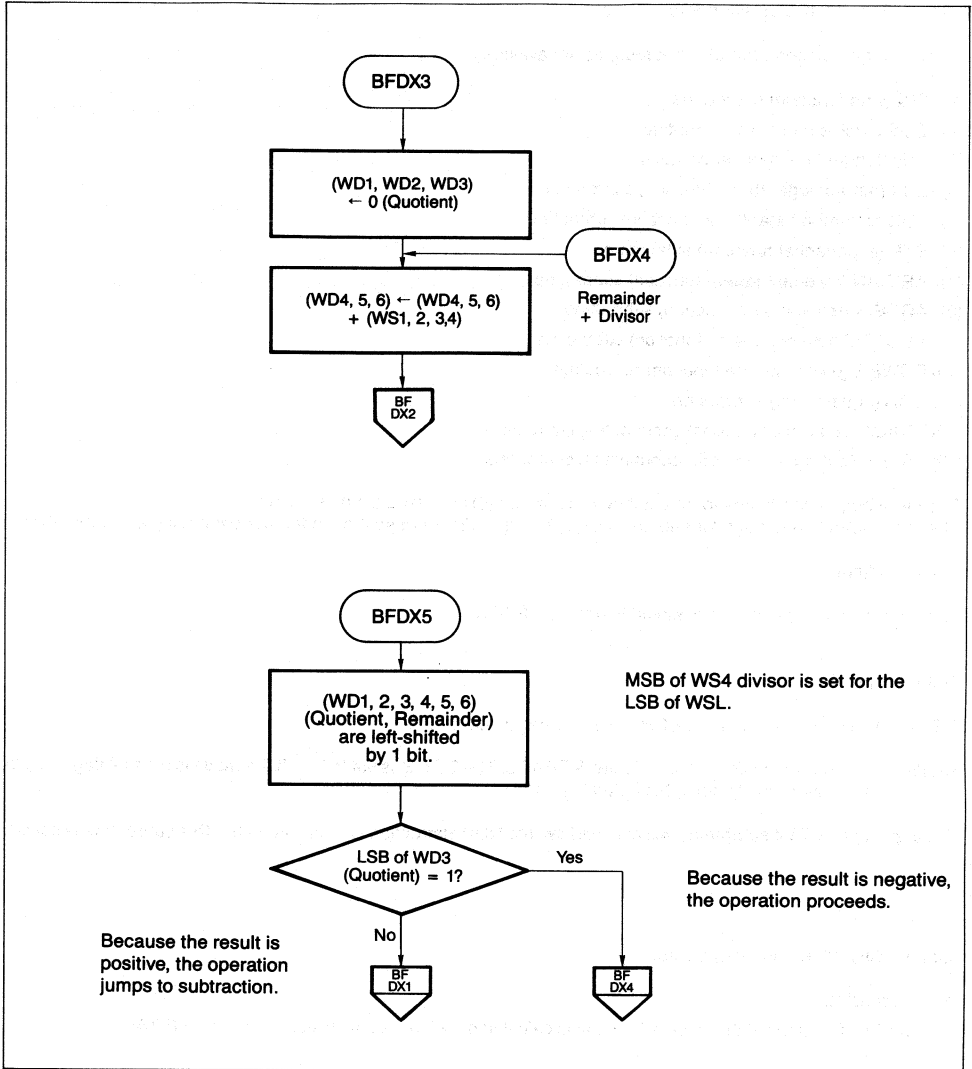 BFDX3
(WD1, WD2, WD3)
← 0 (Quotient)
BFDX4
Remainder
+ Divisor
(WD4, 5, 6) ← (WD4, 5, 6)
+ (WS1, 2, 3,4)
BF
DX2
BFDX5
(WD1, 2, 3, 4, 5, 6)
(Quotient, Remainder)
are left-shifted
by 1 bit.
MSB of WS4 divisor is set for the
LSB of WSL.
LSB of WD3
(Quotient) = 1?
Yes
Because the result is negative,
the operation proceeds.
No
Because the result is
positive, the operation
jumps to subtraction.
BF
DX1
BF
DX4